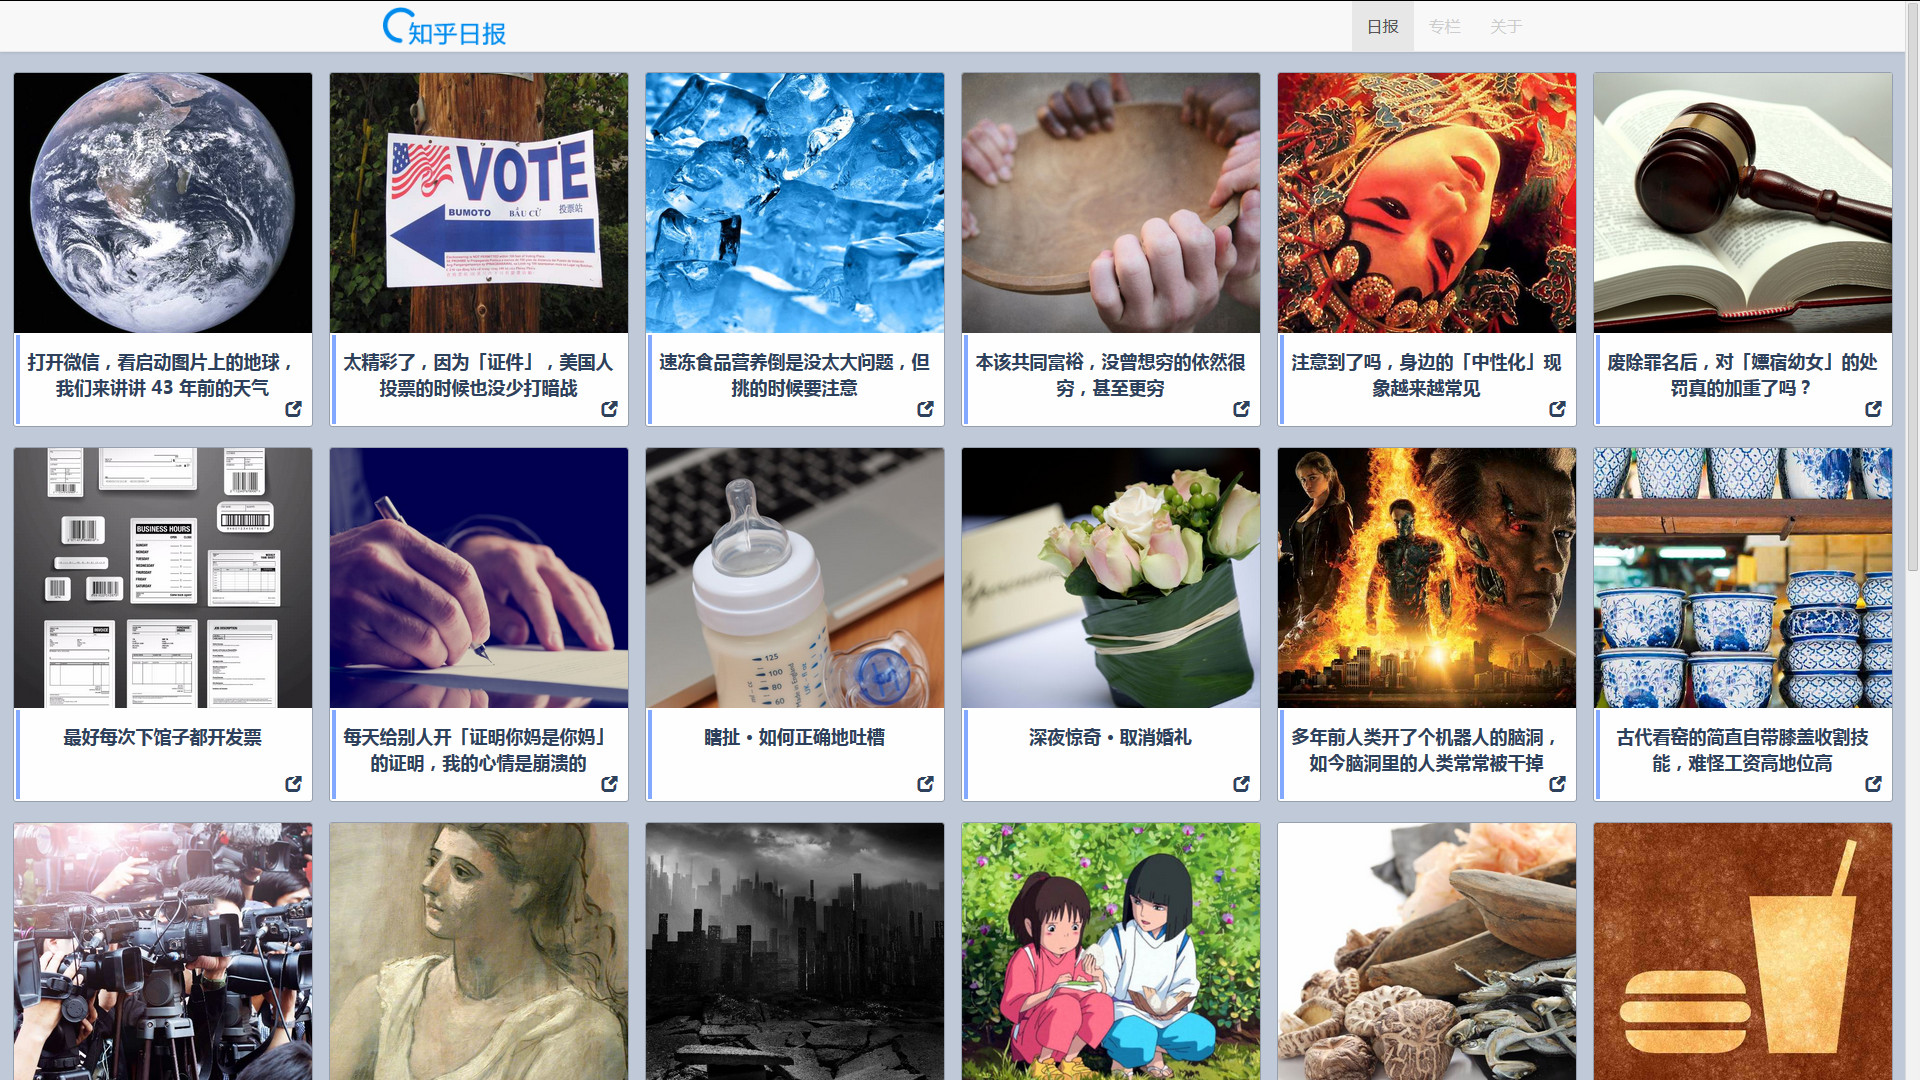 知乎日报
日报 专栏 关于
VOTE
BUMOTO BẦU CỬ 投票站
打开微信，看启动图片上的地球，
我们来讲讲 43 年前的天气
太精彩了，因为「证件」，美国人
投票的时候也没少打暗战
速冻食品营养倒是没太大问题，但
挑的时候要注意
本该共同富裕，没曾想穷的依然很
穷，甚至更穷
注意到了吗，身边的「中性化」现
象越来越常见
废除罪名后，对「嫖宿幼女」的处
罚真的加重了吗？
BUSINESS HOURS
SUNDAY
MONDAY
TUESDAY
WEDNESDAY
THURSDAY
FRIDAY
SATURDAY
INVOICE
125
100
80
60
Made in England
最好每次下馆子都开发票
每天给别人开「证明你妈是你妈」
的证明，我的心情是崩溃的
瞎扯 · 如何正确地吐槽
深夜惊奇 · 取消婚礼
多年前人类开了个机器人的脑洞，
如今脑洞里的人类常常被干掉
古代看窑的简直自带膝盖收割技
能，难怪工资高地位高